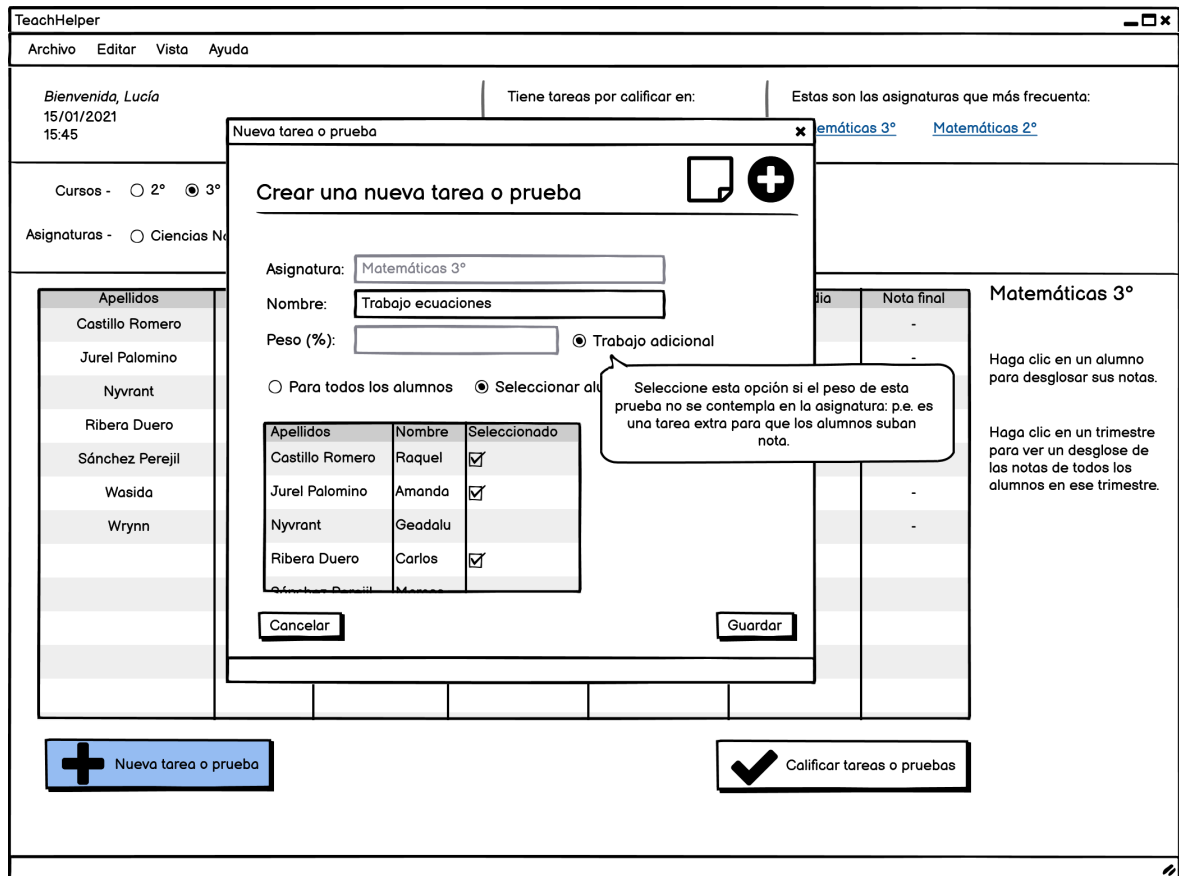 TeachHelper
Archivo Editar Vista Ayuda
Bienvenida, Lucía
15/01/2021
15:45
Tiene tareas por calificar en:
Estas son las asignaturas que más frecuenta:
Matemáticas 2º
Cursos - 2º 3º
Asignaturas - Ciencias
Nueva tarea o prueba
Crear una nueva tarea o prueba
Asignatura: Matemáticas 3º
Nombre: Trabajo ecuaciones
Peso (%): Trabajo adicional
Para todos los alumnos Seleccionar
Seleccione esta opción si el peso de esta
prueba no se contempla en la asignatura: p.e. es
una tarea extra para que los alumnos suban
nota.
Apellidos Nombre Seleccionado
Castillo Romero Raquel
Jurel Palomino Amanda
Nyvrant Geadalu
Ribera Duero Carlos
Cancelar Guardar
Apellidos Nota final
Castillo Romero -
Jurel Palomino -
Nyvrant
Ribera Duero
Sánchez Perejil
Wasida -
Wrynn -
Matemáticas 3º
Haga clic en un alumno
para desglosar sus notas.
Haga clic en un trimestre
para ver un desglose de
las notas de todos los
alumnos en ese trimestre.
Nueva tarea o prueba
Calificar tareas o pruebas